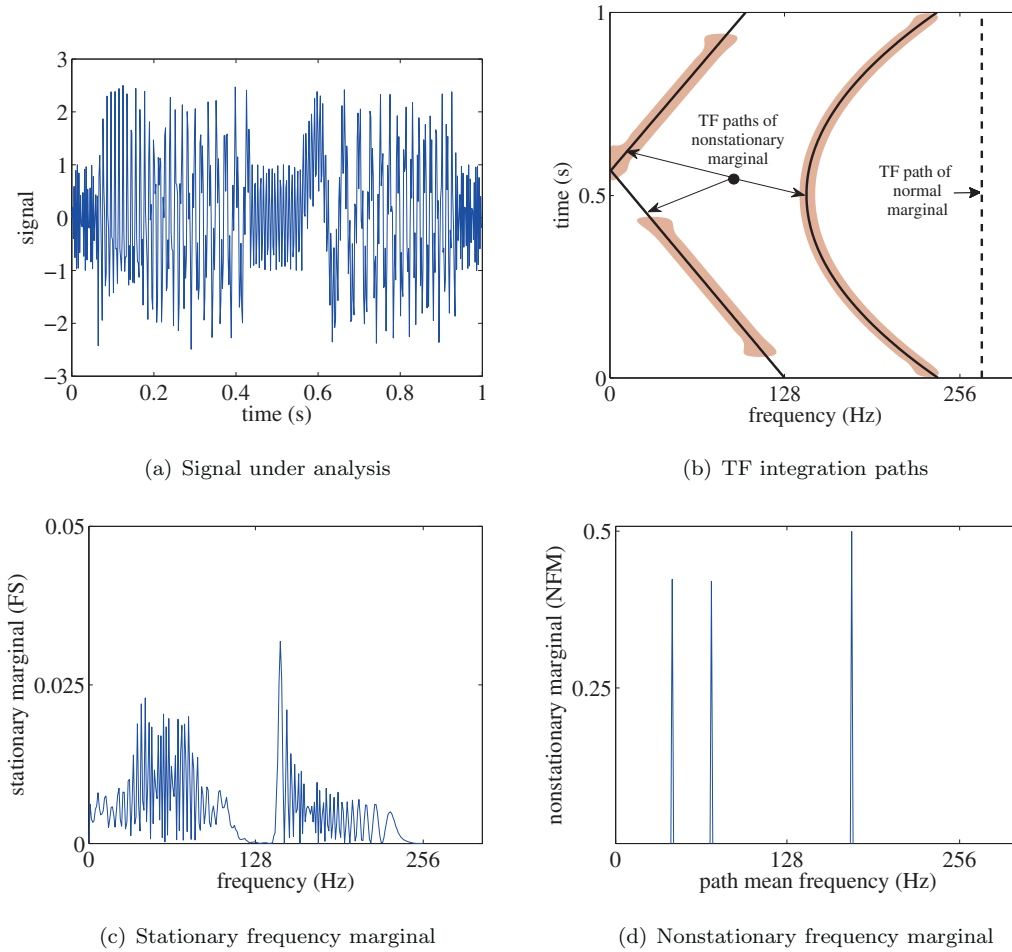 3
2
1
0
−1
−2
−3
0
0.2
0.4
0.6
0.8
1
signal
time (s)
(a) Signal under analysis
1
0.5
0
0
128
256
time (s)
frequency (Hz)
TF paths of
nonstationary
marginal
TF path of
normal
marginal
(b) TF integration paths
0.05
0.025
0
0
128
256
stationary marginal (FS)
frequency (Hz)
(c) Stationary frequency marginal
0.5
0.25
0
128
256
nonstationary marginal (NFM)
path mean frequency (Hz)
(d) Nonstationary frequency marginal